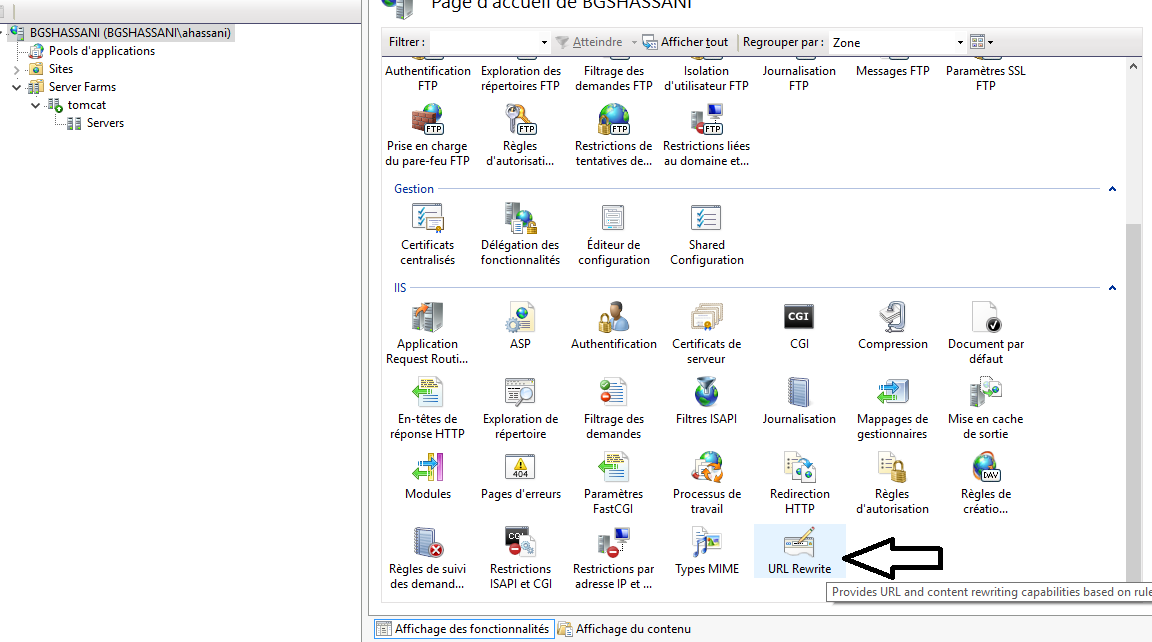 Page d'accueil de BGSHASSANI
BGSHASSANI (BGSHASSANI\ahassani)
Pools d'applications
Sites
Server Farms
tomcat
Servers
Filtrer : Atteindre Afficher tout Regrouper par : Zone
Authentification FTP
Exploration des répertoires FTP
Filtrage des demandes FTP
Isolation d'utilisateur FTP
Journalisation FTP
Messages FTP
Paramètres SSL FTP
Prise en charge du pare-feu FTP
FTP
Règles d'autorisati...
FTP
Restrictions de tentatives de...
FTP
Restrictions liées au domaine et...
FTP
Gestion
Certificats centralisés
Délégation des fonctionnalités
Éditeur de configuration
Shared Configuration
IIS
Application Request Routi...
ASP
Authentification
Certificats de serveur
CGI
CGI
Compression
Document par défaut
En-têtes de réponse HTTP
Exploration de répertoire
Filtrage des demandes
Filtres ISAPI
Journalisation
Mappages de gestionnaires
Mise en cache de sortie
Modules
404
Pages d'erreurs
Paramètres FastCGI
Processus de travail
Redirection HTTP
Règles d'autorisation
DAV
Règles de créatio...
Règles de suivi des demand...
Restrictions ISAPI et CGI
Restrictions par adresse IP et ...
Types MIME
URL Rewrite
Provides URL and content rewriting capabilities based on rule
Affichage des fonctionnalités Affichage du contenu